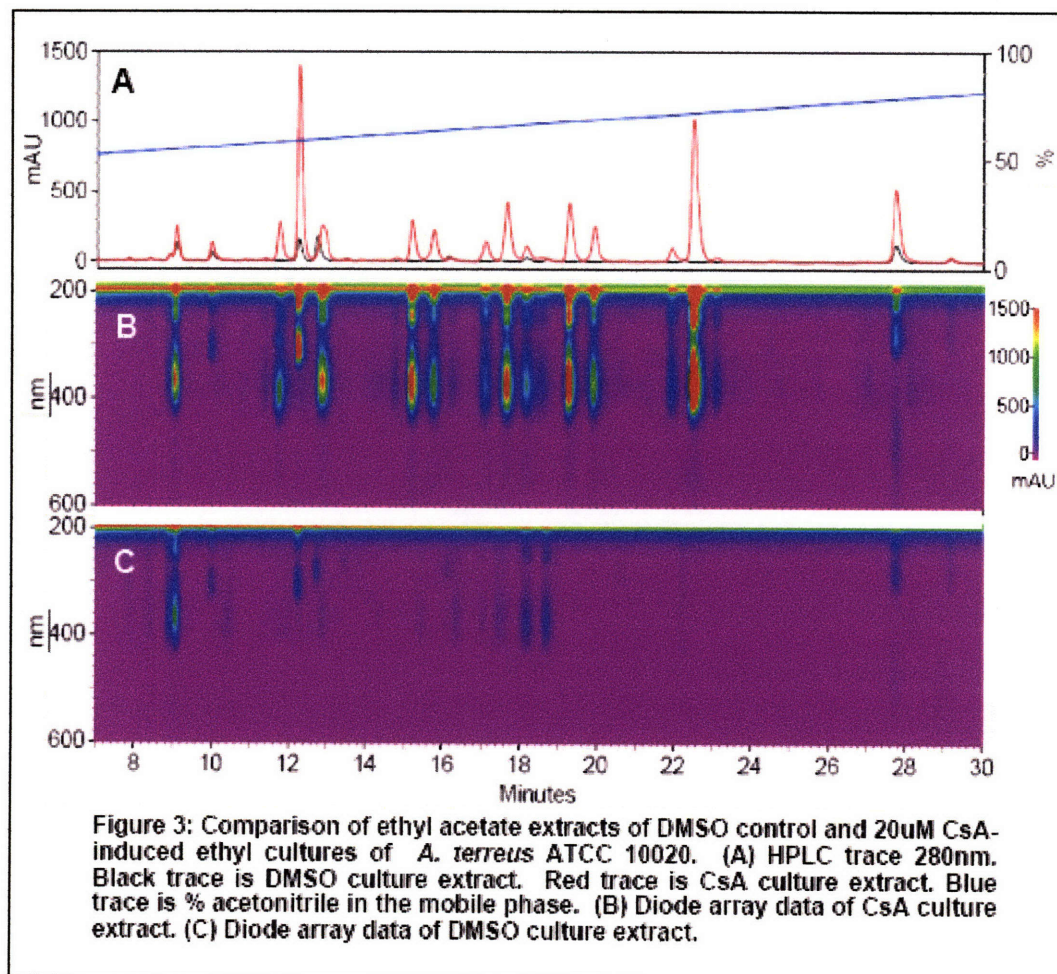 1500
1000
500
0
mAU
A
100
50
0
%
200
400
600
nm
B
1500
1000
500
0
mAU
200
400
600
nm
C
8 10 12 14 16 18 20 22 24 26 28 30
Minutes
Figure 3: Comparison of ethyl acetate extracts of DMSO control and 20uM CsA-
induced ethyl cultures of A. terreus ATCC 10020. (A) HPLC trace 280nm.
Black trace is DMSO culture extract. Red trace is CsA culture extract. Blue
trace is % acetonitrile in the mobile phase. (B) Diode array data of CsA culture
extract. (C) Diode array data of DMSO culture extract.